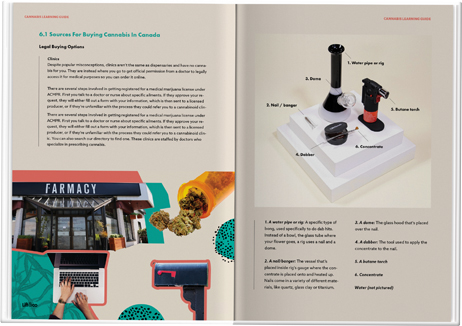 CANNABIS LEARNING GUIDE
6.1 Sources For Buying Cannabis In Canada
Legal Buying Options
Clinics
Despite popular misconceptions, clinics aren't the same as dispensaries and have no canna-
bis for you. They are instead where you go to get official permission from a doctor to legally
access it for medical purposes so you can order it online.
There are several steps involved in getting registered for a medical marijuana license under
ACMPR. First you talk to a doctor or nurse about specific ailments. If they approve your re-
quest, they will either fill out a form with your information, which is then sent to a licensed
producer, or if they're unfamiliar with the process they could refer you to a cannabinoid clinic.
There are several steps involved in getting registered for a medical marijuana license under
ACMPR. First you talk to a doctor or nurse about specific ailments. If they approve your re-
quest, they will either fill out a form with your information, which is then sent to a licensed
producer, or if they're unfamiliar with the process they could refer you to a cannabinoid clin-
ic. You can also search our directory to find one. These clinics are staffed by doctors who
specialize in prescribing cannabis.
FARMACY
CANNABIS LEARNING GUIDE
1. Water pipe or rig
3. Dome
2. Nail / banger
5. Butane torch
6. Concentrate
4. Dabber
1. A water pipe or rig: A specific type of
bong, used specifically to do dab hits.
Instead of a bowl, the glass tube where
your flower goes, a rig uses a nail and a
dome.
2. A nail/banger: The vessel that's
placed inside rig's gauge where the con-
centrate is placed onto and heated up.
Nails come in a variety of different mate-
rials, like quartz, glass clay or titanium.
3. A dome: The glass hood that's placed
over the nail.
4. A dabber: The tool used to apply the
concentrate to the nail.
5. A butane torch
6. Concentrate
Water (not pictured)